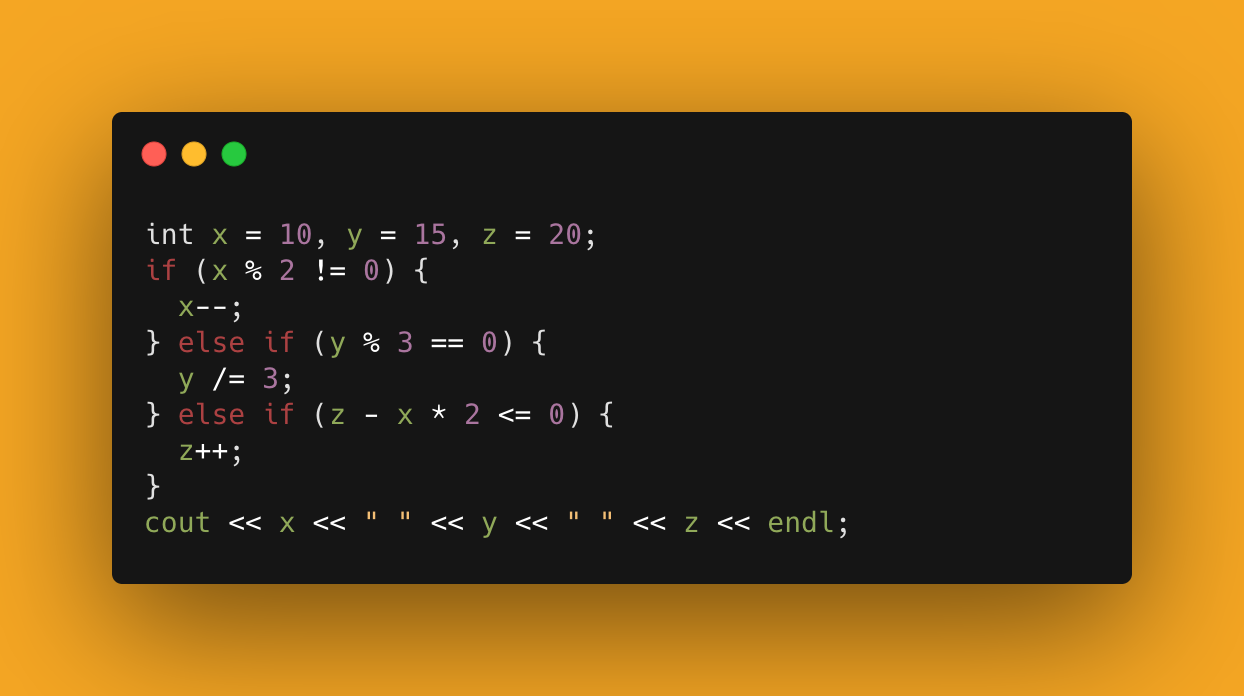 int x = 10, y = 15, z = 20;
if (x % 2 != 0) {
  x--;
} else if (y % 3 == 0) {
  y /= 3;
} else if (z - x * 2 <= 0) {
  z++;
}
cout << x << " " << y << " " << z << endl;